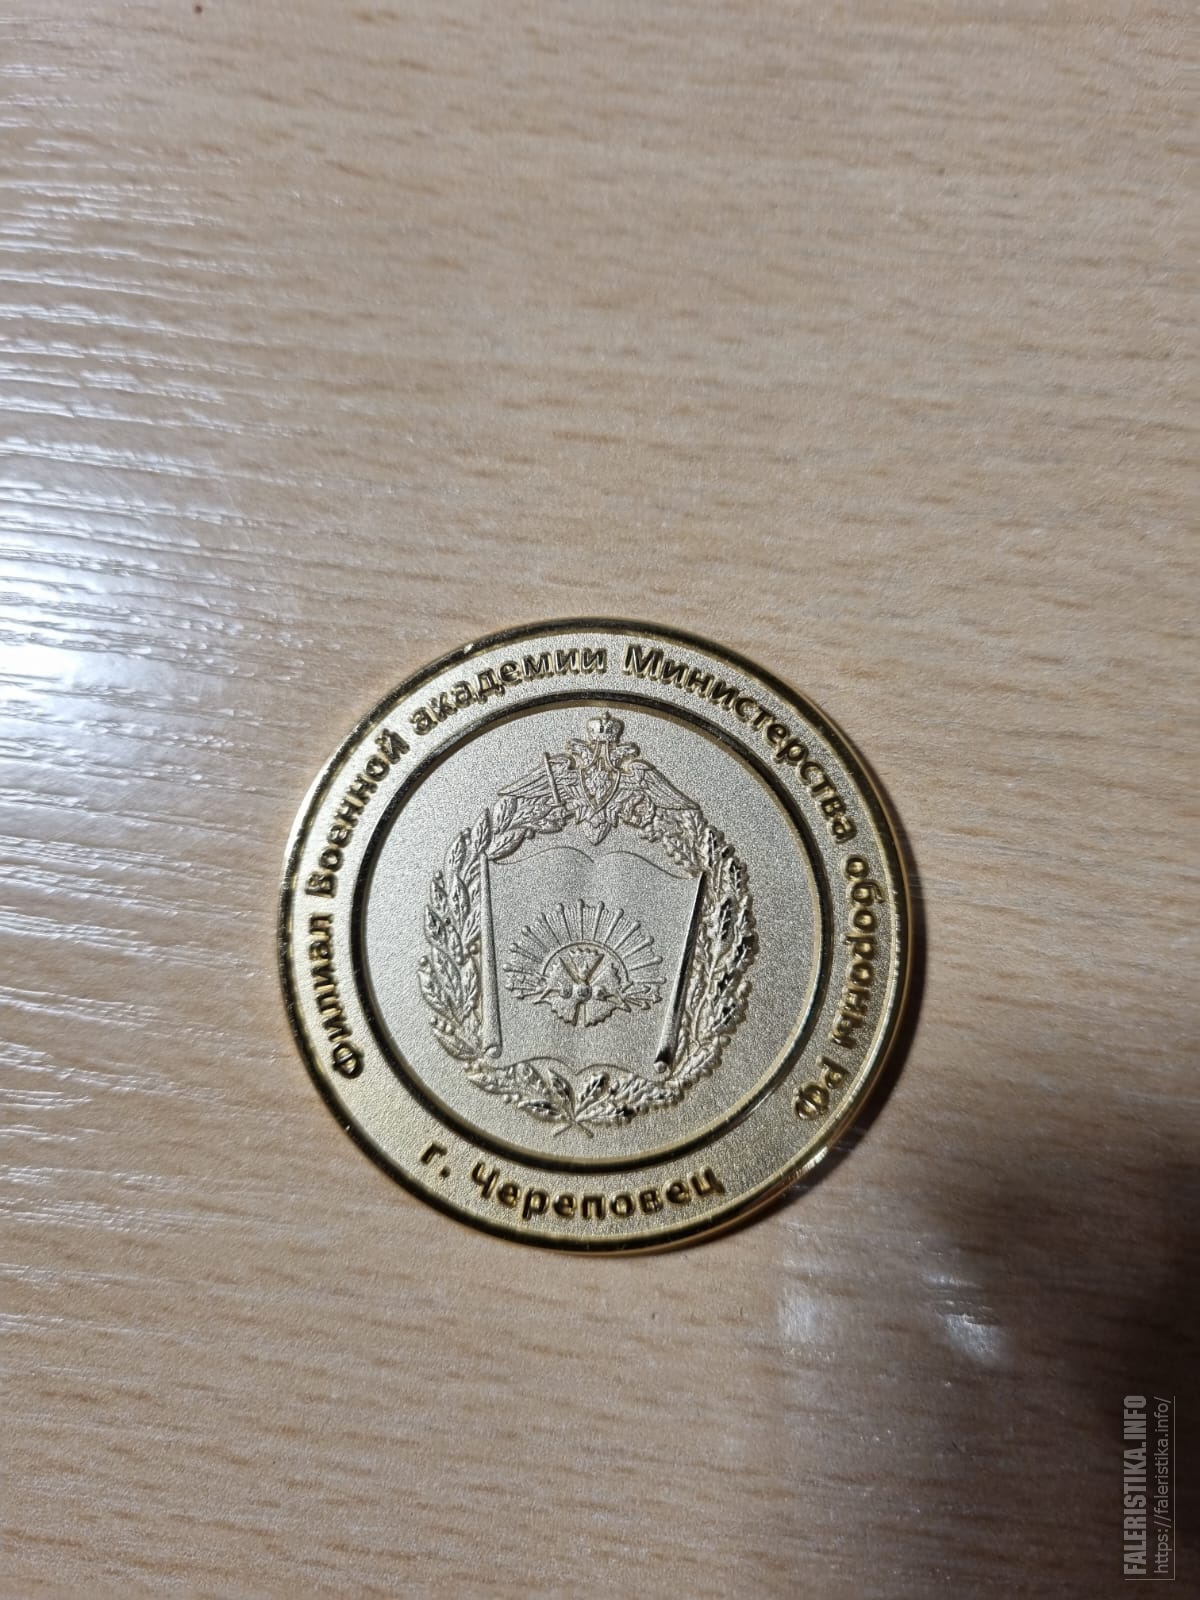 Филиал Военной академии Министерства обороны РФ
г. Череповец
FALERISTIKA.INFO
https://faleristika.info/